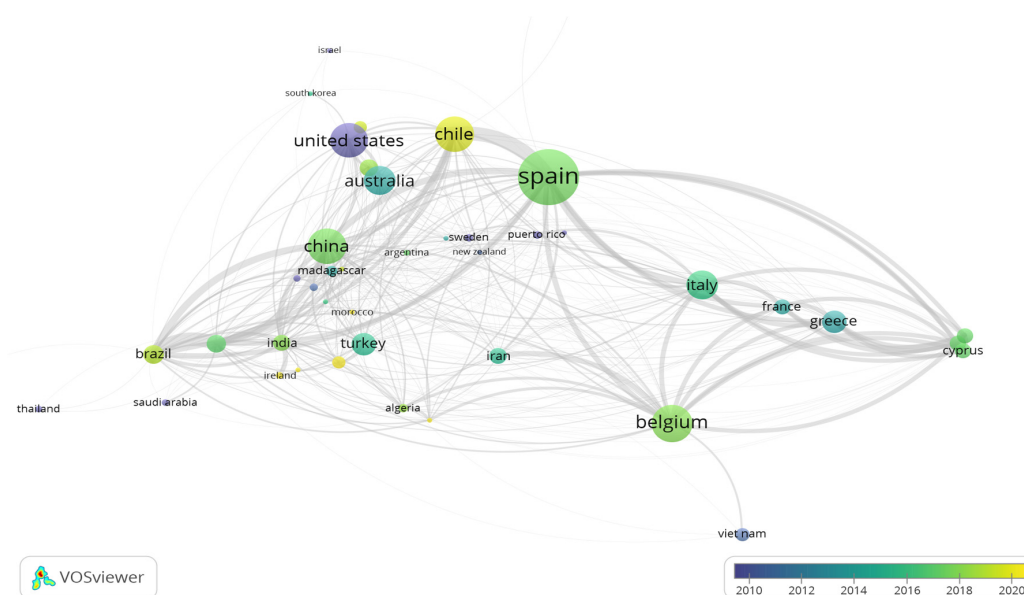 israel
south korea
united states
chile
australia
spain
china
sweden
puerto rico
argentina
new zealand
madagascar
italy
france
morocco
greece
brazil
india
turkey
iran
cyprus
ireland
thailand
saudi arabia
algeria
belgium
viet nam
VOSviewer
2010 2012 2014 2016 2018 2020